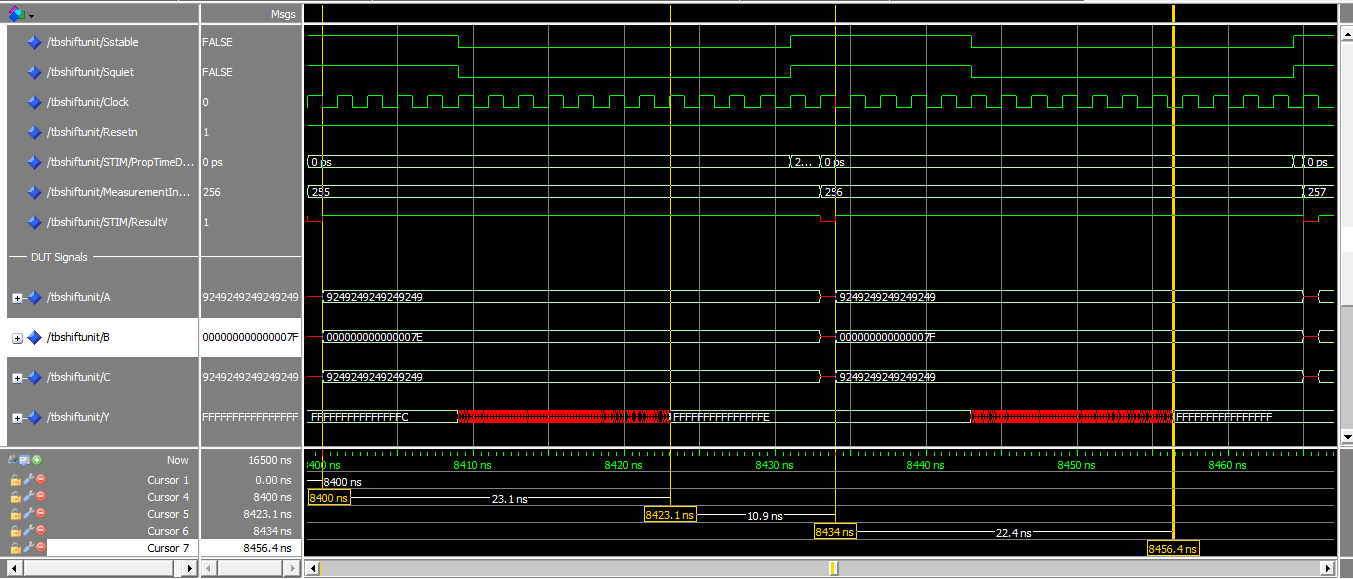 Msgs
/tbshiftunit/Sstable FALSE
/tbshiftunit/Squiet FALSE
/tbshiftunit/Clock 0
/tbshiftunit/Resetn 1
/tbshiftunit/STIM/PropTimeD... 0 ps 0 ps 2... 0 ps 0 ps
/tbshiftunit/MeasurementIn... 256 255 256 257
/tbshiftunit/STIM/ResultV 1
DUT Signals
/tbshiftunit/A 9249249249249249 9249249249249249 9249249249249249
/tbshiftunit/B 000000000000007F 000000000000007E 000000000000007F
/tbshiftunit/C 9249249249249249 9249249249249249 9249249249249249
/tbshiftunit/Y FFFFFFFFFFFFFFFF FFFFFFFFFFFFFFFC FFFFFFFFFFFFFFFE FFFFFFFFFFFFFFFF
Now 16500 ns 8400 ns 8410 ns 8420 ns 8430 ns 8440 ns 8450 ns 8460 ns
Cursor 1 0.00 ns 8400 ns
Cursor 4 8400 ns 8400 ns 23.1 ns
Cursor 5 8423.1 ns 8423.1 ns 10.9 ns
Cursor 6 8434 ns 8434 ns 22.4 ns
Cursor 7 8456.4 ns 8456.4 ns